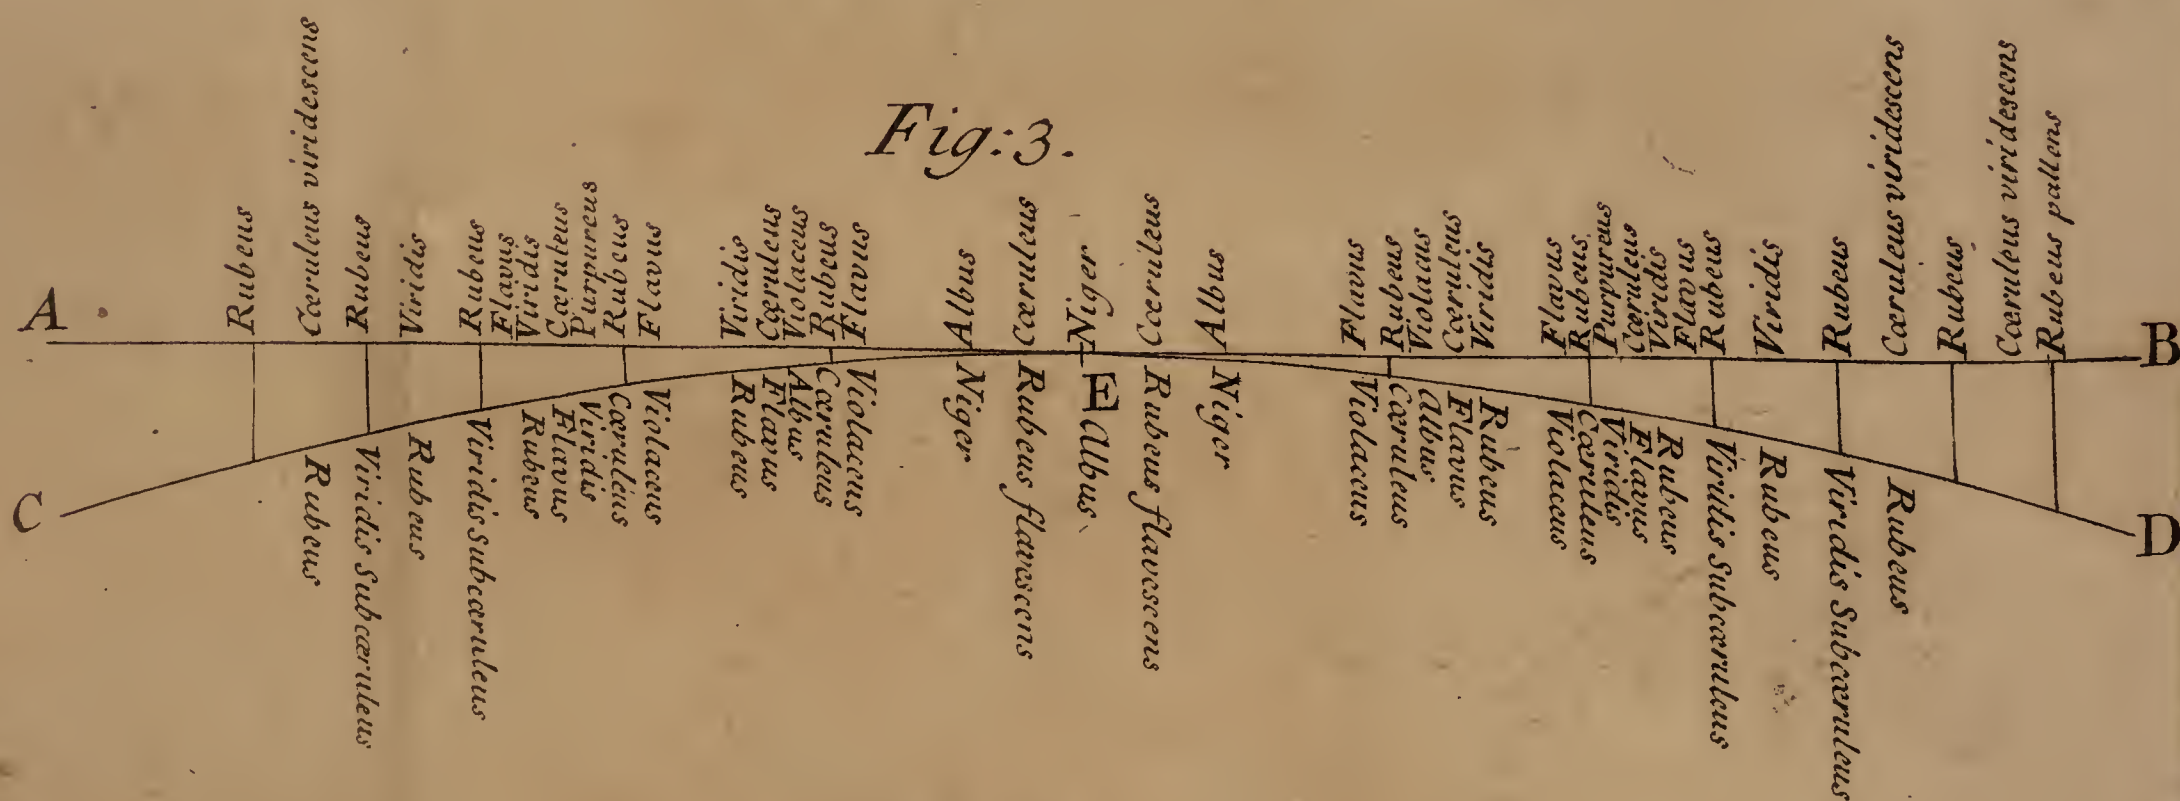 Fig:3.
A
Rubeus
Cœruleus viridescens
Rubeus
Viridis
Rubeus
Flavus
Viridis
Cœruleus
Purpureus
Rubeus
Flavus
Viridis
Cœruleus
Violaceus
Rubeus
Flavus
Albus
Cœruleus
Niger
Cœruleus
Albus
Flavus
Rubeus
Violaceus
Cœruleus
Viridis
Flavus
Rubeus
Purpureus
Cœruleus
Viridis
Flavus
Rubeus
Viridis
Rubeus
Cœruleus viridescens
Rubeus
Cœruleus viridescens
Rubeus pallens
B
C
Rubeus
Viridis Subcœruleus
Rubeus
Viridis Subcœruleus
Rubeus
Flavus
Viridis
Cœruleus
Violaceus
Rubeus
Flavus
Albus
Cœruleus
Violaceus
Niger
Rubeus flavescens
E
Albus
Rubeus flavescens
Niger
Violaceus
Cœruleus
Albus
Flavus
Rubeus
Violaceus
Cœruleus
Viridis
Flavus
Rubeus
Viridis Subcœruleus
Rubeus
Viridis Subcœruleus
Rubeus
D